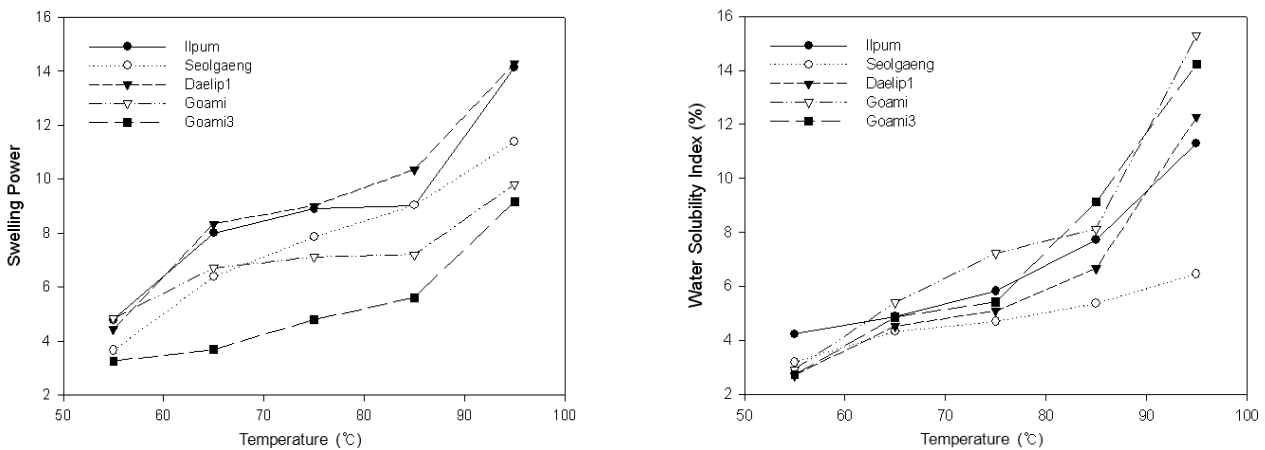 16
14
12
10
8
6
4
2
Swelling Power
Ilpum
Seolgaeng
Daelip1
Goami
Goami3
50 60 70 80 90 100
Temperature (℃)
16
14
12
10
8
6
4
2
Water Solubility Index (%)
Ilpum
Seolgaeng
Daelip1
Goami
Goami3
50 60 70 80 90 100
Temperature (℃)